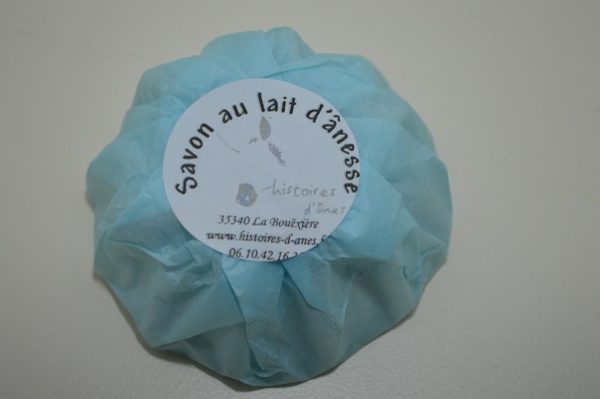 Savon au lait d'ânesse
histoires
d'ânes
35340 La Bouëxière
www.histoires-d-anes.f
06.10.42.16